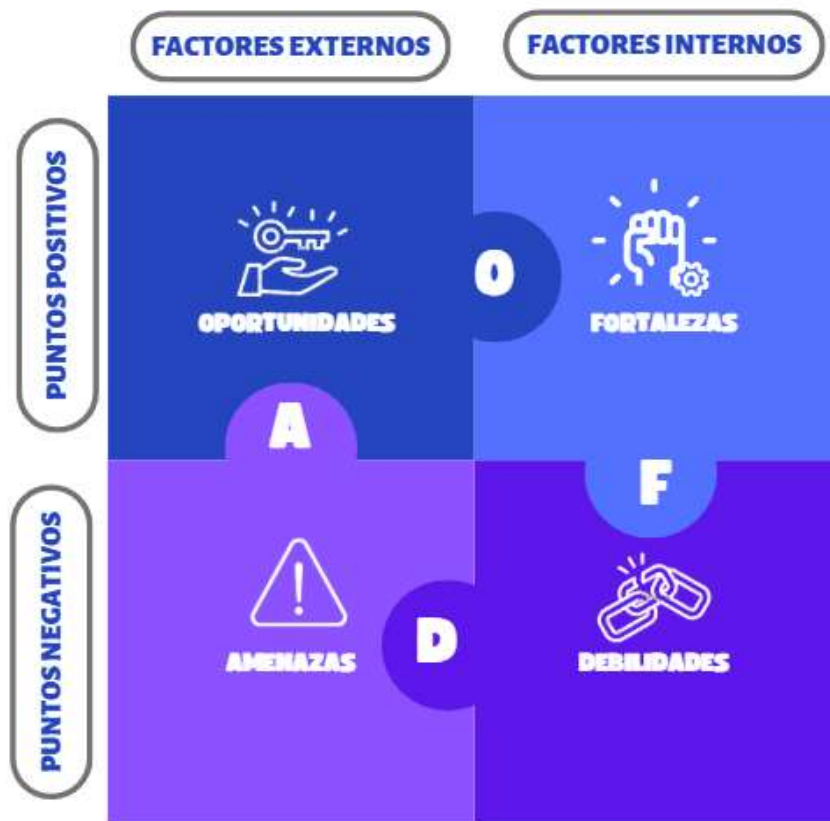 FACTORES EXTERNOS
FACTORES INTERNOS
PUNTOS POSITIVOS
OPORTUNIDADES
O
FORTALEZAS
A
F
PUNTOS NEGATIVOS
AMENAZAS
D
DEBILIDADES